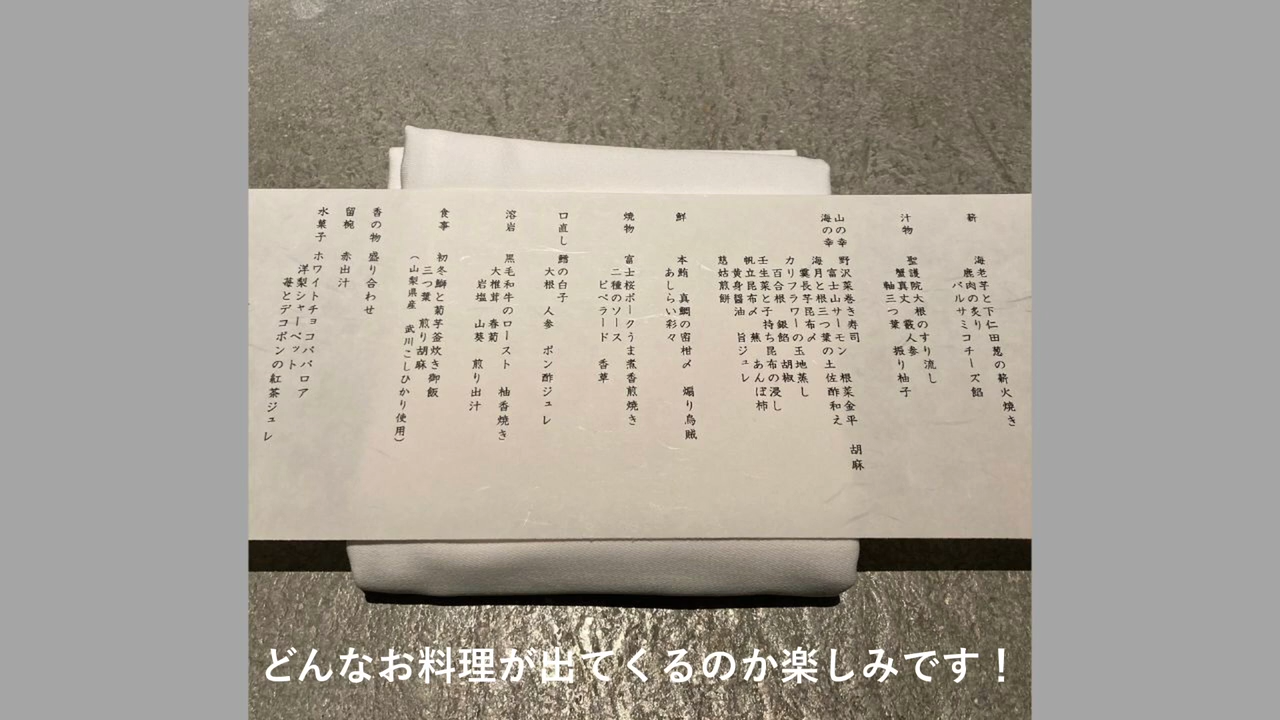 薪
海老芋と下仁田葱の薪火焼き
鹿肉の炙り
バルサミコチーズ餡
汁物
聖護院大根のすり流し
蟹真丈 霰人参
軸三つ葉 振り柚子
山の幸
海の幸
野沢菜巻き寿司 胡麻
富士山サーモン 根菜金平
海月と根三つ葉の土佐酢和え
葉芋昆布〆
カリフラワーの玉地蒸し
百合根 銀餡 胡椒
壬生菜と子持ち昆布の浸し
帆立昆布〆 蕪 あんぽ柿
黄身醤油 旨ジュレ
慈姑煎餅
鮮
本鮪 真鯛の密柑〆 煽り烏賊
あしらい彩々
焼物
富士桜ポークうま煮香煎焼き
二種のソース
ピペラード 香草
口直し
鱈の白子
大根 人参 ポン酢ジュレ
溶岩
黒毛和牛のロースト 柚香焼き
大椎茸 春菊
岩塩 山葵 煎り出汁
食事
初冬鰤と菊芋釜炊き御飯
三つ葉 煎り胡麻
(山梨県産 武川こしひかり使用)
香の物 盛り合わせ
留椀 赤出汁
水菓子 ホワイトチョコババロア
洋梨シャーベット
苺とデコポンの紅茶ジュレ
どんなお料理が出てくるのか楽しみです！